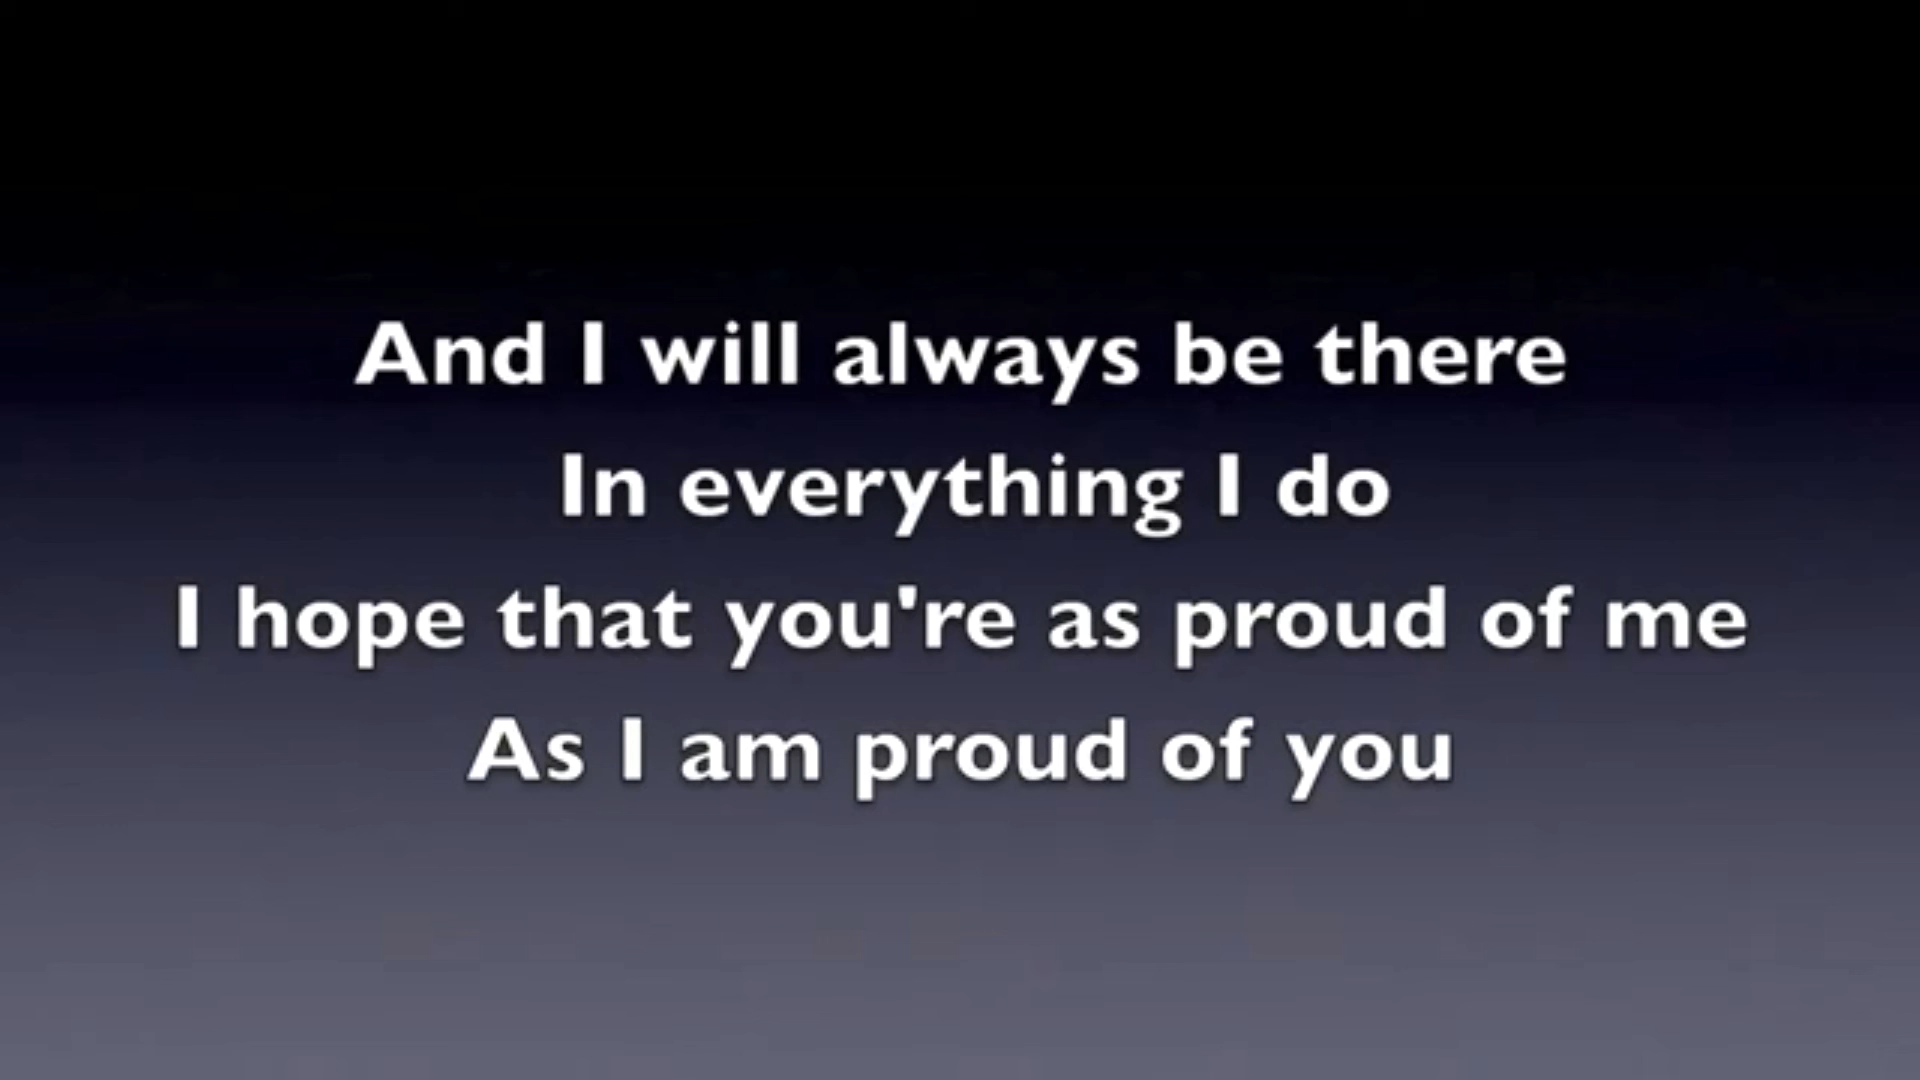 And I will always be there
In everything I do
I hope that you're as proud of me
As I am proud of you